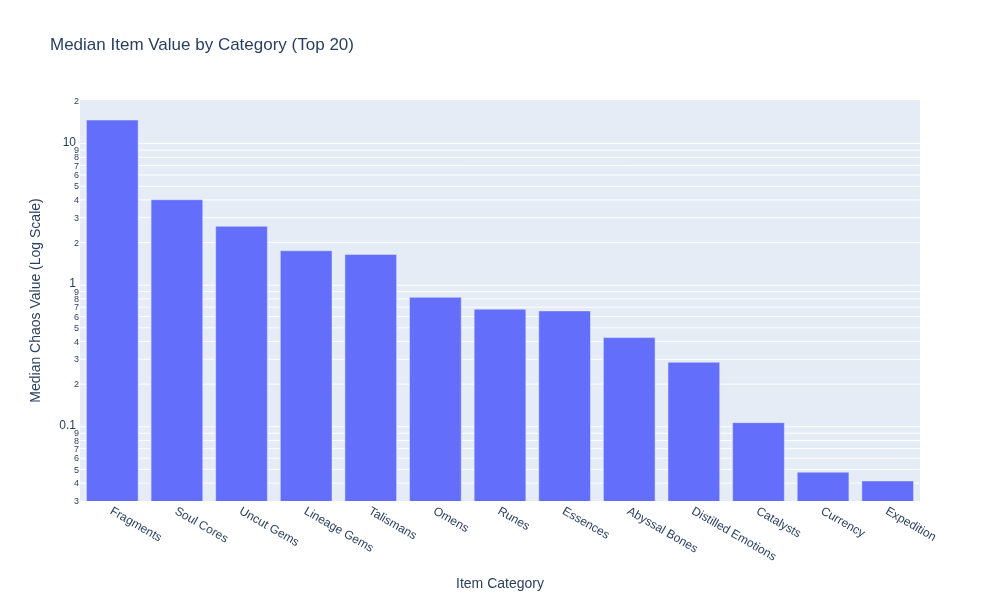 Median Item Value by Category (Top 20)
Median Chaos Value (Log Scale)
2
10
9
8
7
6
5
4
3
2
1
9
8
7
6
5
4
3
2
0.1
9
8
7
6
5
4
3
Fragments
Soul Cores
Uncut Gems
Lineage Gems
Talismans
Omens
Runes
Essences
Abyssal Bones
Distilled Emotions
Catalysts
Currency
Expedition
Item Category